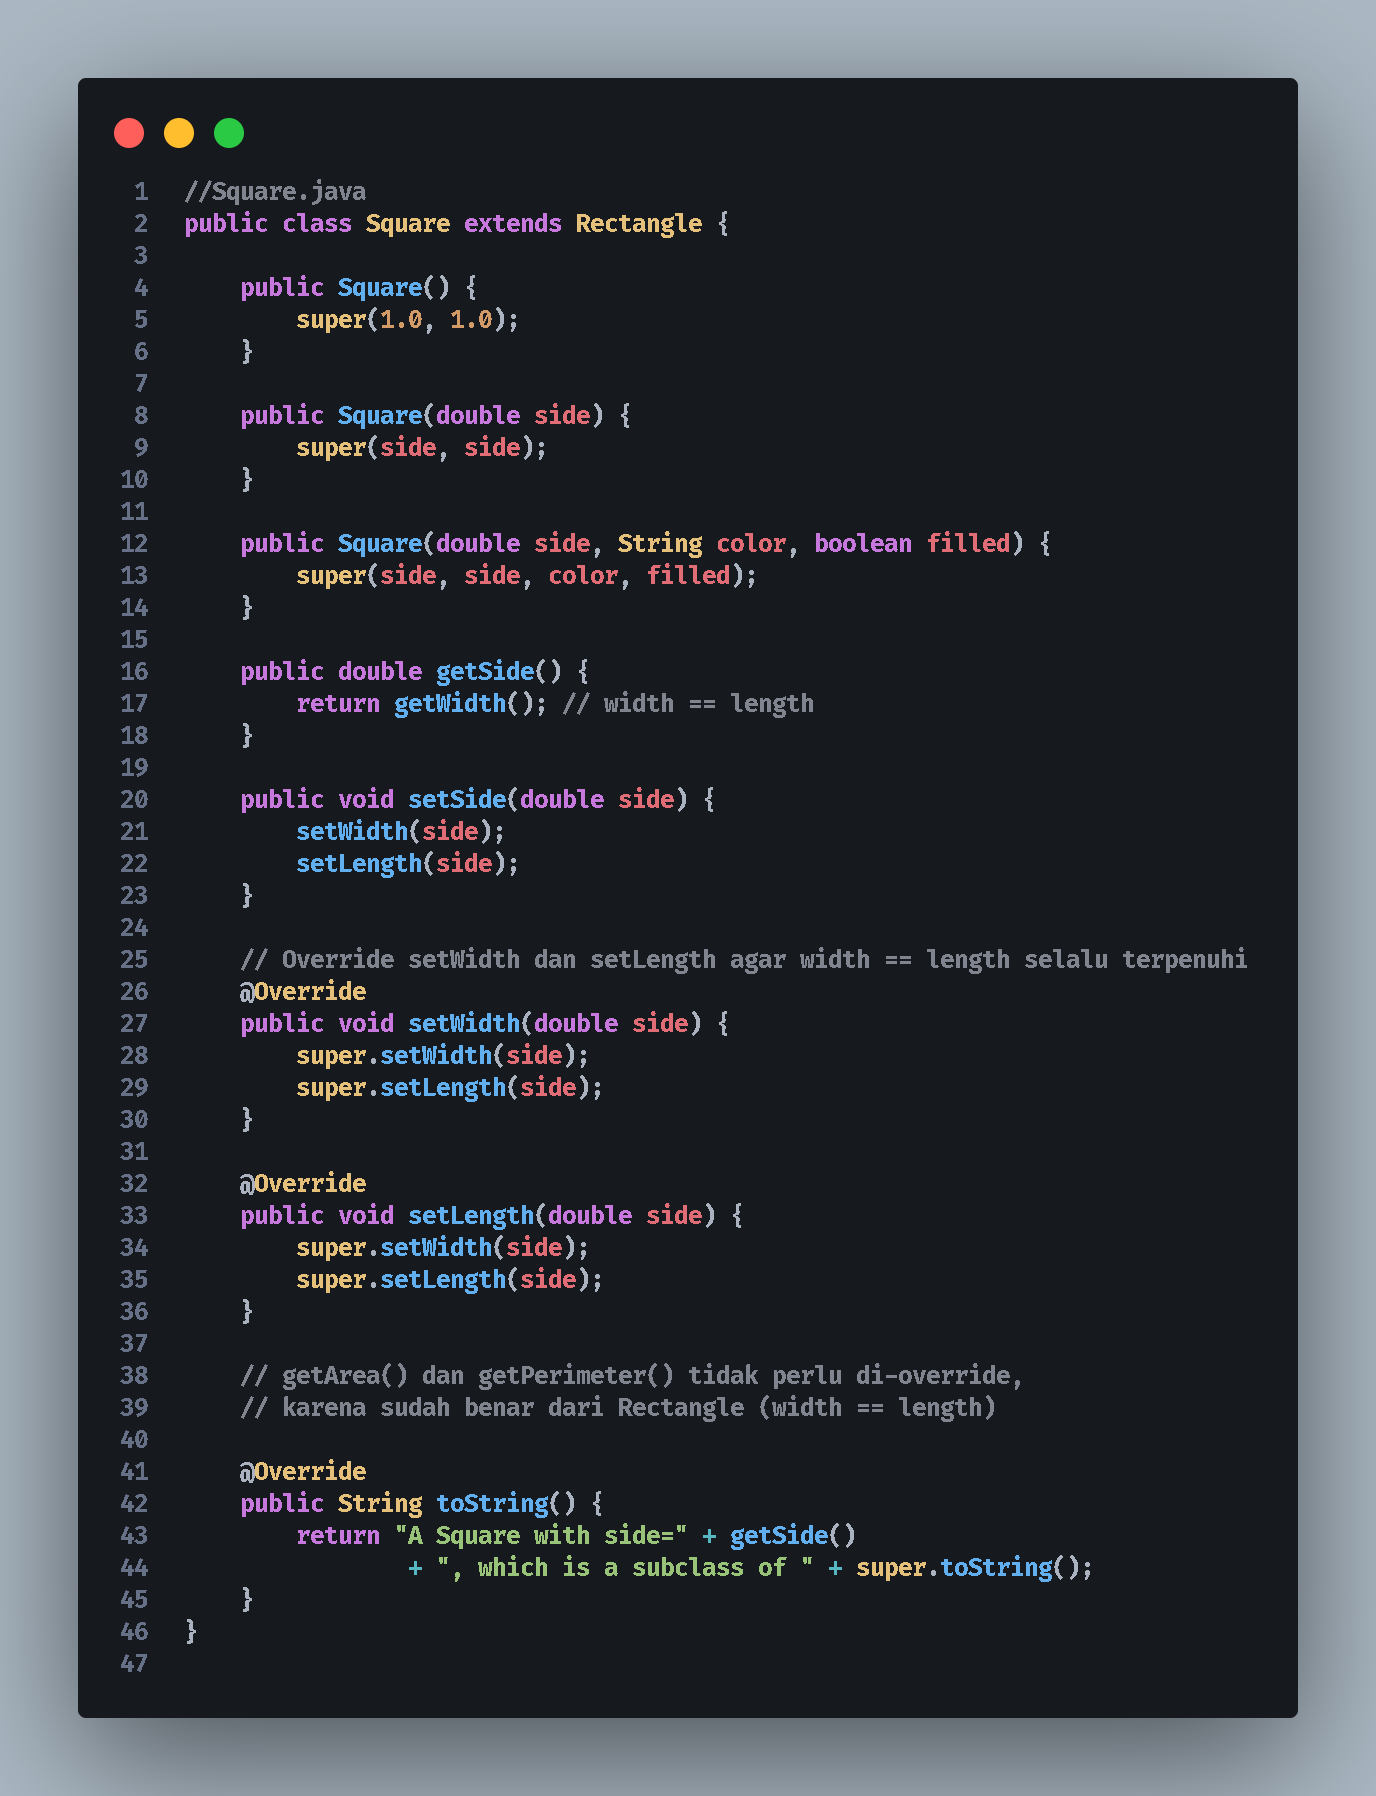 1 //Square.java
2 public class Square extends Rectangle {
3
4     public Square() {
5         super(1.0, 1.0);
6     }
7
8     public Square(double side) {
9         super(side, side);
10     }
11
12     public Square(double side, String color, boolean filled) {
13         super(side, side, color, filled);
14     }
15
16     public double getSide() {
17         return getWidth(); // width == length
18     }
19
20     public void setSide(double side) {
21         setWidth(side);
22         setLength(side);
23     }
24
25     // Override setWidth dan setLength agar width == length selalu terpenuhi
26     @Override
27     public void setWidth(double side) {
28         super.setWidth(side);
29         super.setLength(side);
30     }
31
32     @Override
33     public void setLength(double side) {
34         super.setWidth(side);
35         super.setLength(side);
36     }
37
38     // getArea() dan getPerimeter() tidak perlu di-override,
39     // karena sudah benar dari Rectangle (width == length)
40
41     @Override
42     public String toString() {
43         return "A Square with side=" + getSide()
44                 + ", which is a subclass of " + super.toString();
45     }
46 }
47